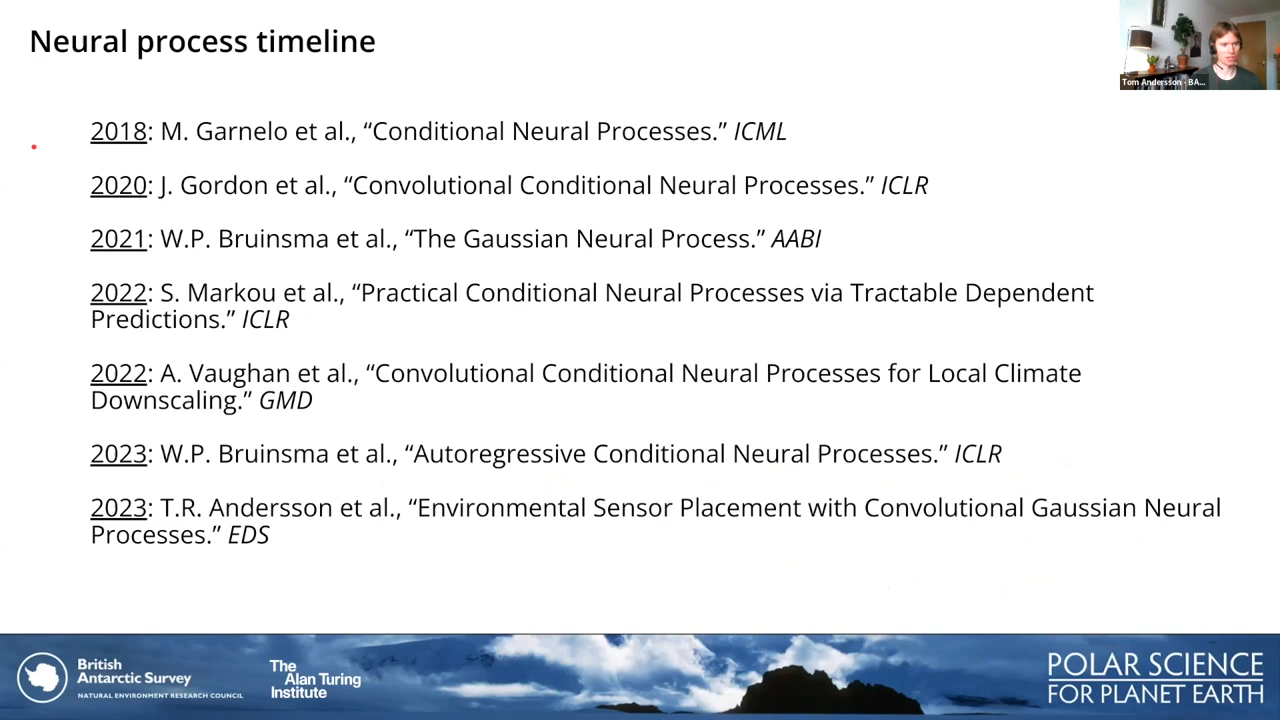 Neural process timeline
Tom Andersson - BA...
2018: M. Garnelo et al., “Conditional Neural Processes.” ICML
2020: J. Gordon et al., “Convolutional Conditional Neural Processes.” ICLR
2021: W.P. Bruinsma et al., “The Gaussian Neural Process.” AABI
2022: S. Markou et al., “Practical Conditional Neural Processes via Tractable Dependent
Predictions.” ICLR
2022: A. Vaughan et al., “Convolutional Conditional Neural Processes for Local Climate
Downscaling.” GMD
2023: W.P. Bruinsma et al., “Autoregressive Conditional Neural Processes.” ICLR
2023: T.R. Andersson et al., “Environmental Sensor Placement with Convolutional Gaussian Neural
Processes.” EDS
British
Antarctic Survey
NATURAL ENVIRONMENT RESEARCH COUNCIL
The
Alan Turing
Institute
POLAR SCIENCE
FOR PLANET EARTH